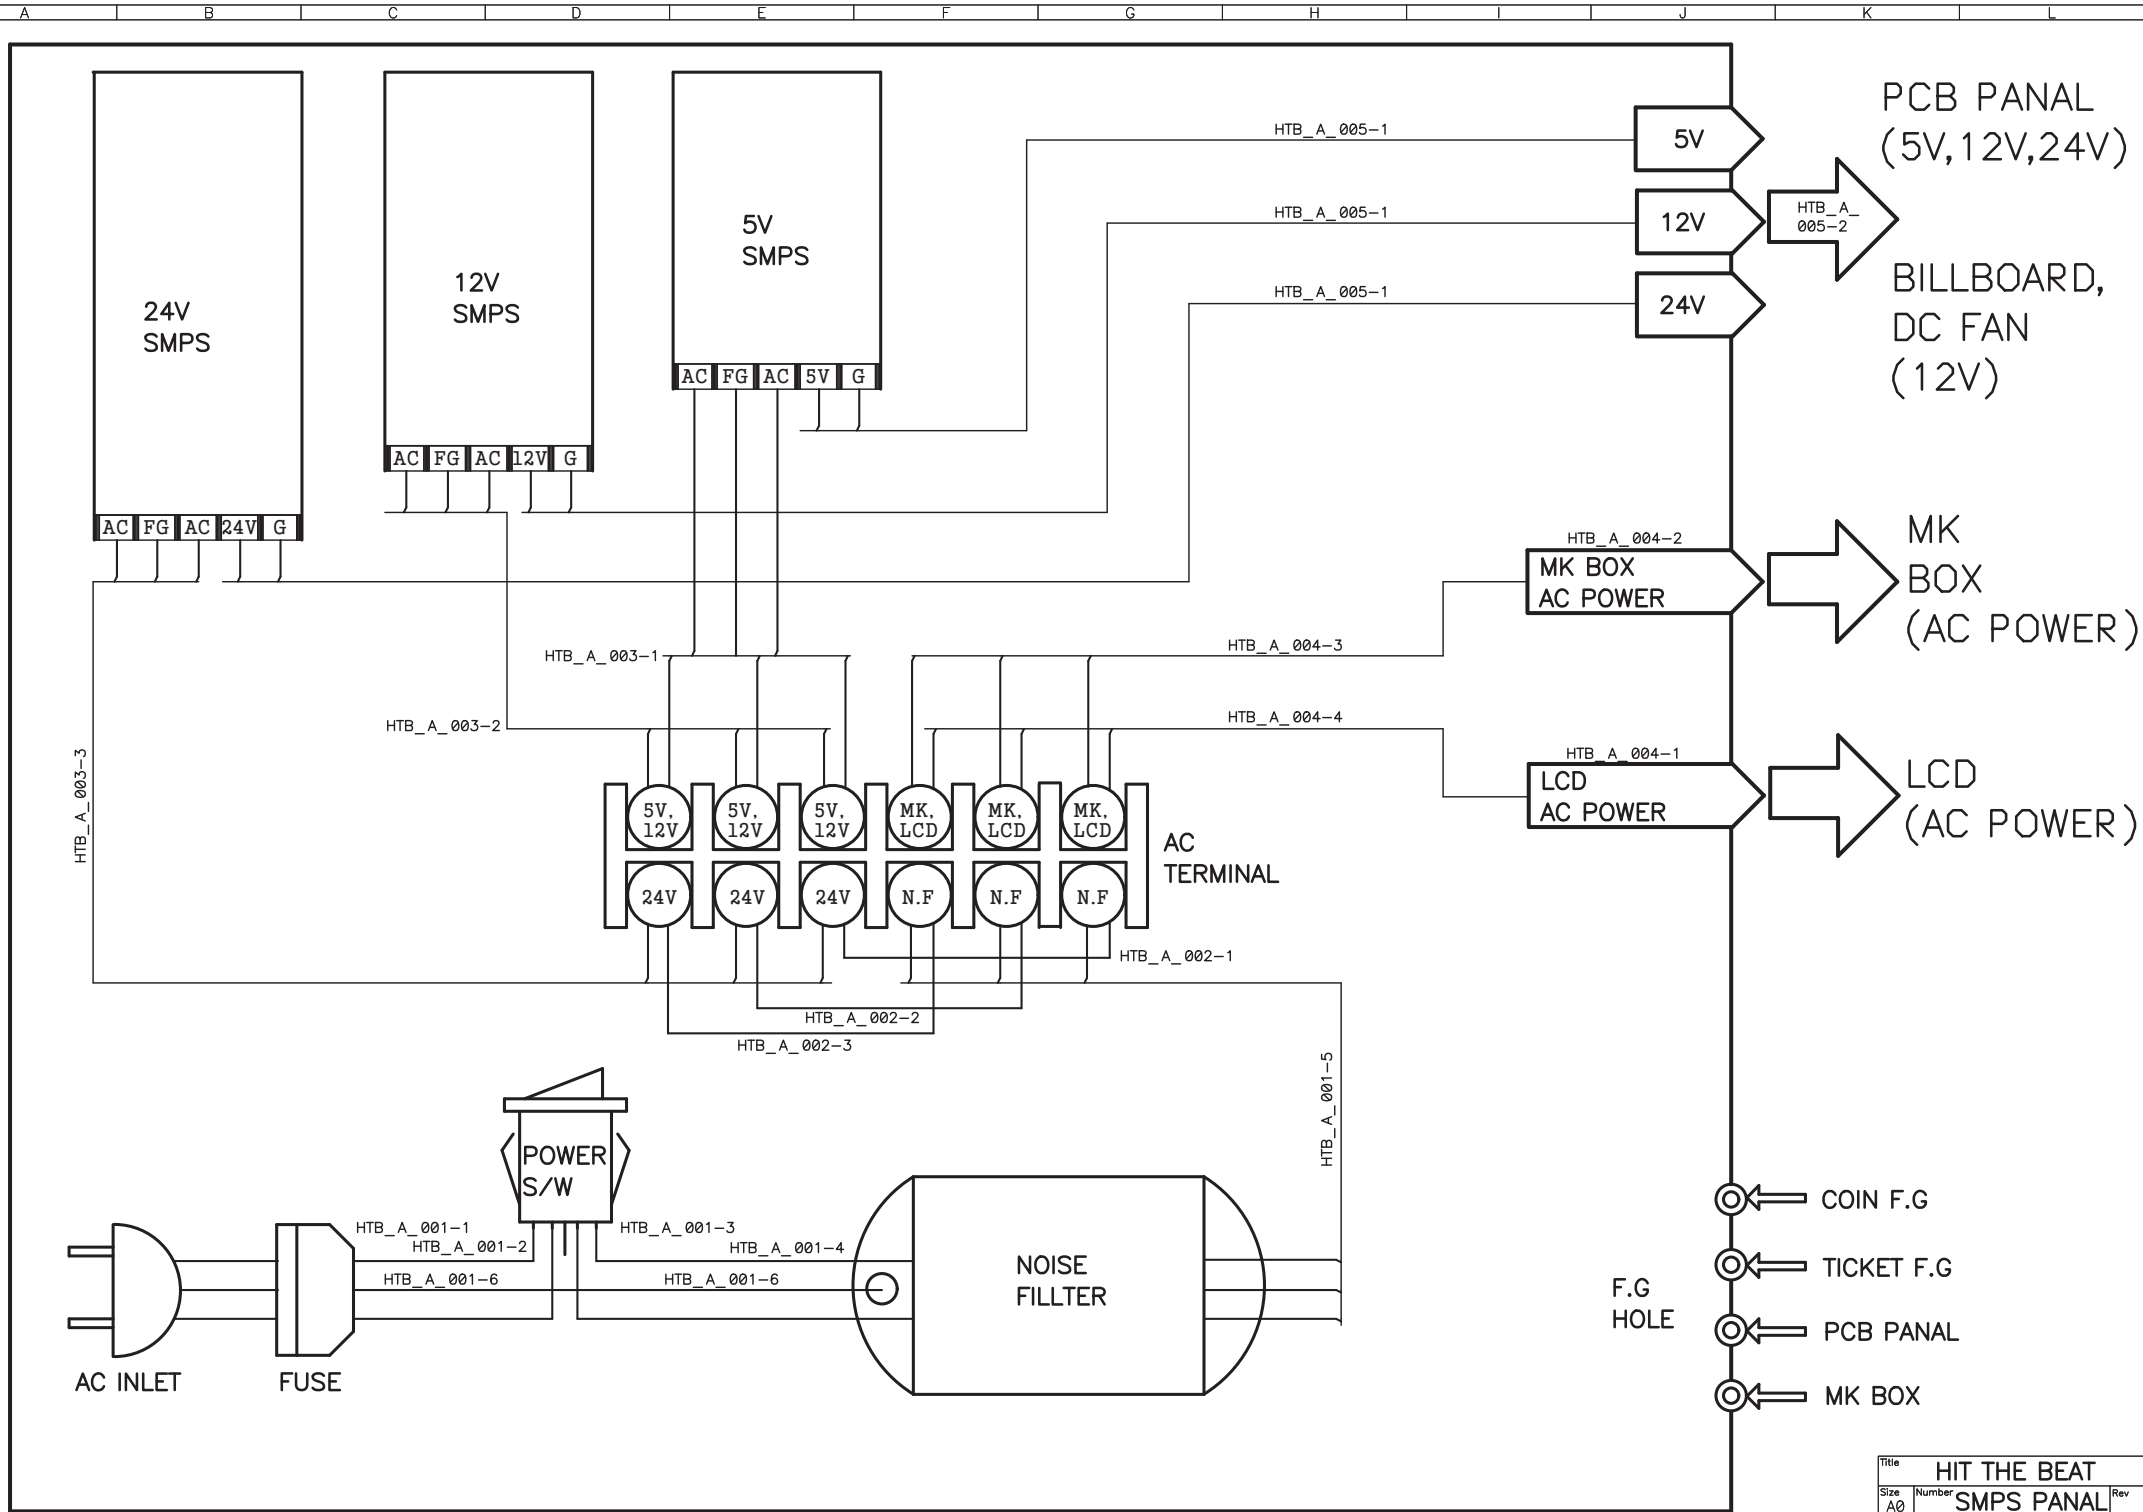 A B C D E F G H I J K L
24V
SMPS
AC FG AC 24V G
12V
SMPS
AC FG AC 12V G
5V
SMPS
AC FG AC 5V G
HTB_A_005-1
5V
HTB_A_005-1
12V
HTB_A_005-1
24V
PCB PANAL
(5V,12V,24V)
HTB_A_
005-2
BILLBOARD,
DC FAN
(12V)
HTB_A_004-2
MK BOX
AC POWER
MK
BOX
(AC POWER)
HTB_A_003-1
HTB_A_004-3
HTB_A_003-2
HTB_A_004-4
HTB_A_004-1
LCD
AC POWER
LCD
(AC POWER)
HTB_A_003-3
5V,
12V
5V,
12V
5V,
12V
MK,
LCD
MK,
LCD
MK,
LCD
24V 24V 24V N.F N.F N.F
AC
TERMINAL
HTB_A_002-1
HTB_A_002-2
HTB_A_002-3
HTB_A_001-5
POWER
S/W
HTB_A_001-1
HTB_A_001-2
HTB_A_001-6
HTB_A_001-3
HTB_A_001-4
HTB_A_001-6
AC INLET
FUSE
NOISE
FILLTER
F.G
HOLE
COIN F.G
TICKET F.G
PCB PANAL
MK BOX
Title HIT THE BEAT
Size A0 Number SMPS PANAL Rev